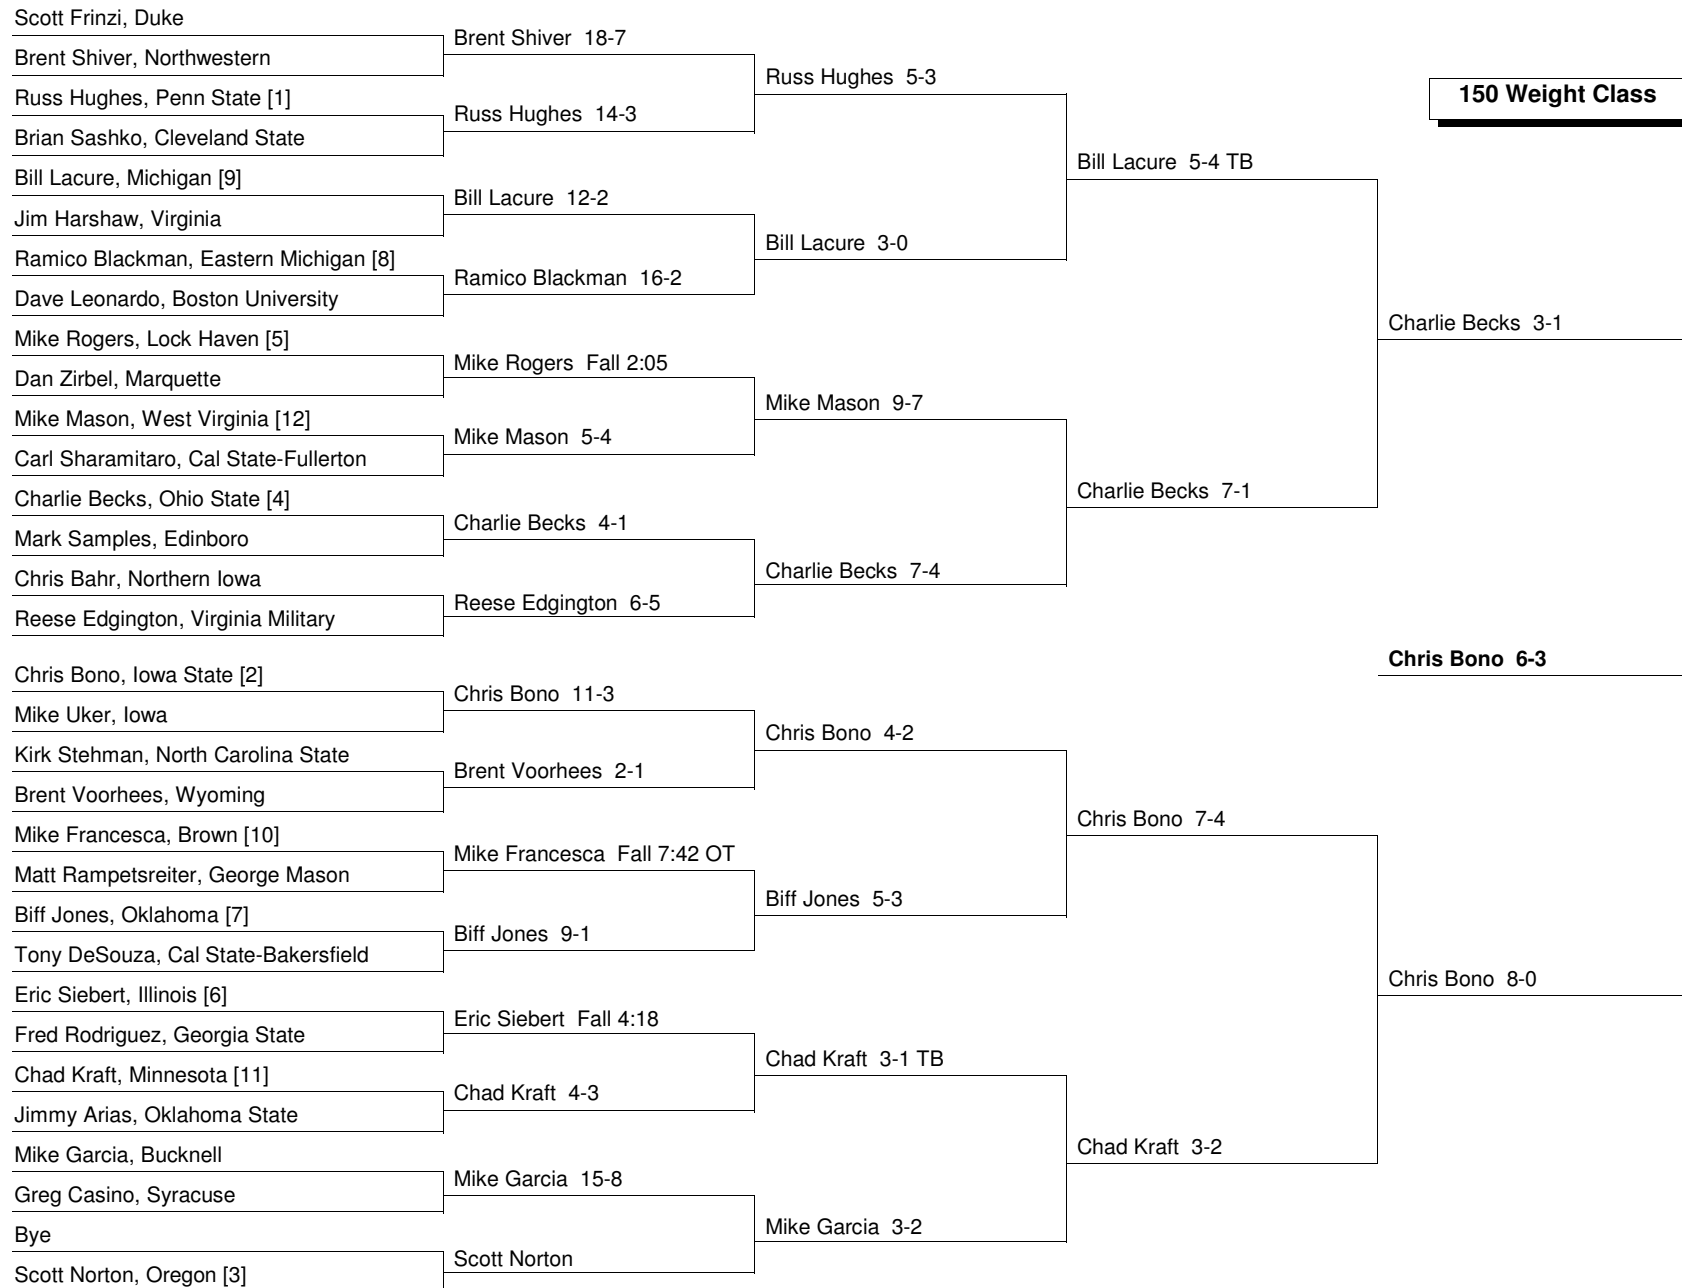 Scott Frinzi, Duke
Brent Shiver, Northwestern
Russ Hughes, Penn State [1]
Brian Sashko, Cleveland State
Bill Lacure, Michigan [9]
Jim Harshaw, Virginia
Ramico Blackman, Eastern Michigan [8]
Dave Leonardo, Boston University
Mike Rogers, Lock Haven [5]
Dan Zirbel, Marquette
Mike Mason, West Virginia [12]
Carl Sharamitaro, Cal State-Fullerton
Charlie Becks, Ohio State [4]
Mark Samples, Edinboro
Chris Bahr, Northern Iowa
Reese Edgington, Virginia Military
Chris Bono, Iowa State [2]
Mike Uker, Iowa
Kirk Stehman, North Carolina State
Brent Voorhees, Wyoming
Mike Francesca, Brown [10]
Matt Rampetsreiter, George Mason
Biff Jones, Oklahoma [7]
Tony DeSouza, Cal State-Bakersfield
Eric Siebert, Illinois [6]
Fred Rodriguez, Georgia State
Chad Kraft, Minnesota [11]
Jimmy Arias, Oklahoma State
Mike Garcia, Bucknell
Greg Casino, Syracuse
Bye
Scott Norton, Oregon [3]
Brent Shiver 18-7
Russ Hughes 14-3
Bill Lacure 12-2
Ramico Blackman 16-2
Mike Rogers Fall 2:05
Mike Mason 5-4
Charlie Becks 4-1
Reese Edgington 6-5
Chris Bono 11-3
Brent Voorhees 2-1
Mike Francesca Fall 7:42 OT
Biff Jones 9-1
Eric Siebert Fall 4:18
Chad Kraft 4-3
Mike Garcia 15-8
Scott Norton
Russ Hughes 5-3
Bill Lacure 3-0
Mike Mason 9-7
Charlie Becks 7-4
Chris Bono 4-2
Biff Jones 5-3
Chad Kraft 3-1 TB
Mike Garcia 3-2
Bill Lacure 5-4 TB
Charlie Becks 7-1
Chris Bono 7-4
Chad Kraft 3-2
150 Weight Class
Charlie Becks 3-1
Chris Bono 6-3
Chris Bono 8-0